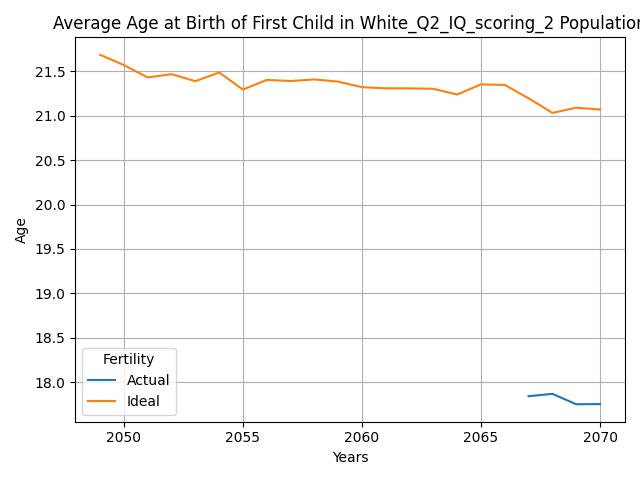 Average Age at Birth of First Child in White_Q2_IQ_scoring_2 Population
21.5
21.0
20.5
20.0
19.5
19.0
18.5
18.0
Age
Fertility
Actual
Ideal
2050
2055
2060
2065
2070
Years